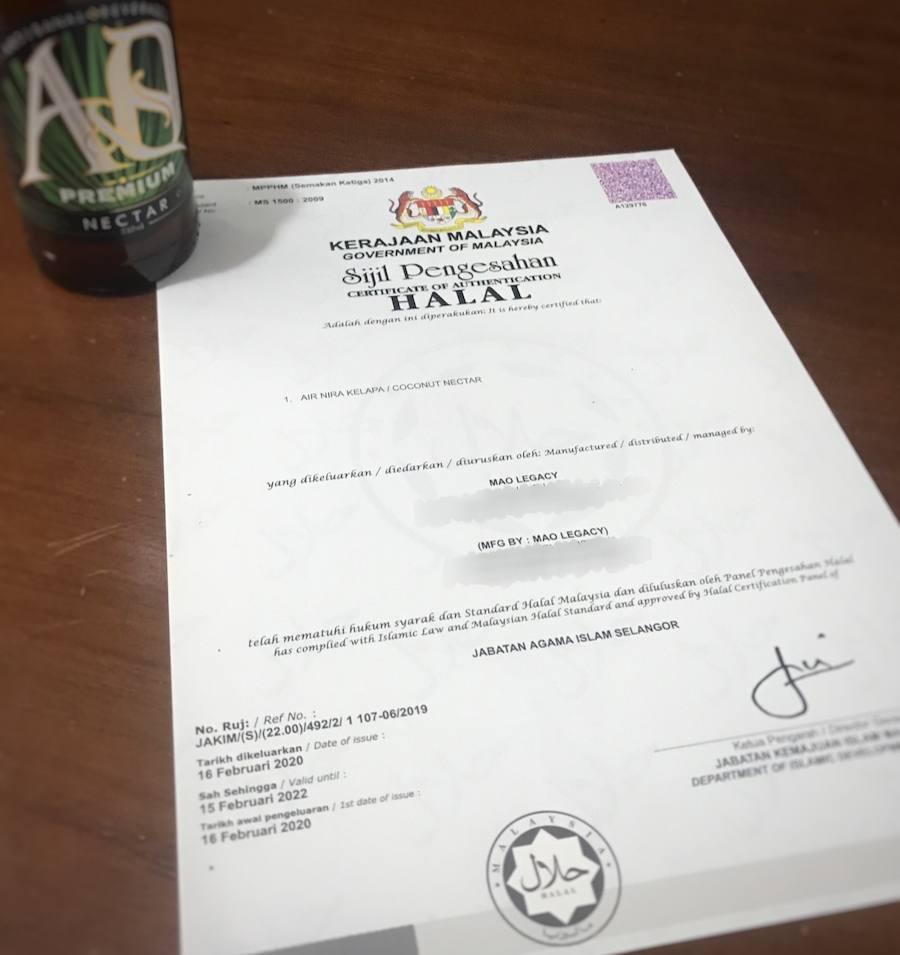 A&O
PREMIUM
NECTAR
: MPPHM (Semakan Ketiga) 2014
: MS 1500 : 2009
A129776
KERAJAAN MALAYSIA
GOVERNMENT OF MALAYSIA
Sijil Pengesahan
CERTIFICATE OF AUTHENTICATION
HALAL
Adalah dengan ini diperakukan: It is hereby certified that:
1. AIR NIRA KELAPA / COCONUT NECTAR
yang dikeluarkan / diedarkan / diuruskan oleh: Manufactured / distributed / managed by:
MAO LEGACY
(MFG BY : MAO LEGACY)
telah mematuhi hukum syarak dan Standard Halal Malaysia dan diluluskan oleh Panel Pengesahan Halal
has complied with Islamic Law and Malaysian Halal Standard and approved by Halal Certification Panel of
JABATAN AGAMA ISLAM SELANGOR
No. Ruj: / Ref No. :
JAKIM/(S)/(22.00)/492/2/ 1 107-06/2019
Tarikh dikeluarkan / Date of issue :
16 Februari 2020
Sah Sehingga / Valid until :
15 Februari 2022
Tarikh awal pengeluaran / 1st date of issue :
16 Februari 2020
Ketua Pengarah / Director
JABATAN KEMAJUAN ISLAM
DEPARTMENT OF ISLAMIC
MALAYSIA
حلال
HALAL
مليسيا